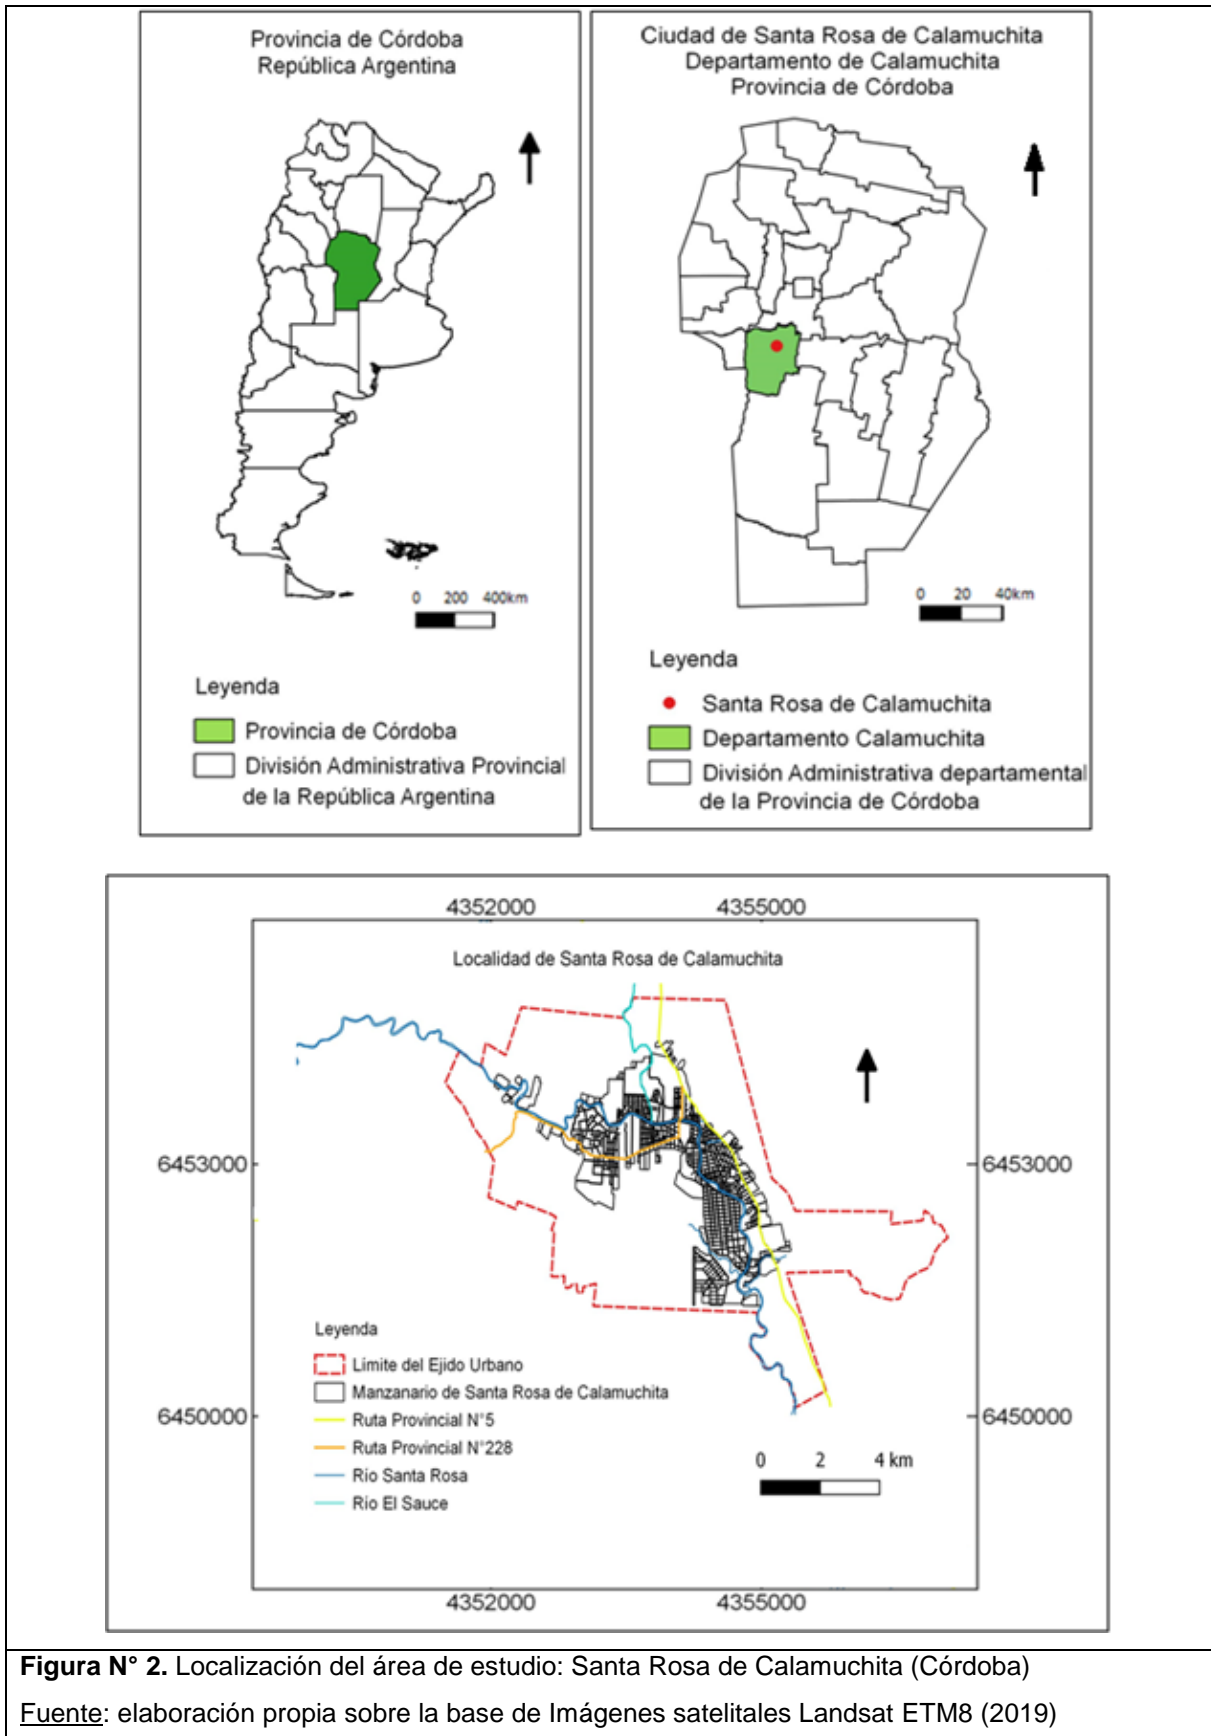 Provincia de Córdoba
República Argentina
0 200 400km
Leyenda
Provincia de Córdoba
División Administrativa Provincial
de la República Argentina
Ciudad de Santa Rosa de Calamuchita
Departamento de Calamuchita
Provincia de Córdoba
0 20 40km
Leyenda
Santa Rosa de Calamuchita
Departamento Calamuchita
División Administrativa departamental
de la Provincia de Córdoba
4352000 4355000
Localidad de Santa Rosa de Calamuchita
6453000 6453000
Leyenda
Limite del Ejido Urbano
Manzanario de Santa Rosa de Calamuchita
6450000 6450000
Ruta Provincial N°5
Ruta Provincial N°228
Río Santa Rosa
Río El Sauce
0 2 4 km
4352000 4355000
Figura N° 2. Localización del área de estudio: Santa Rosa de Calamuchita (Córdoba)
Fuente: elaboración propia sobre la base de Imágenes satelitales Landsat ETM8 (2019)